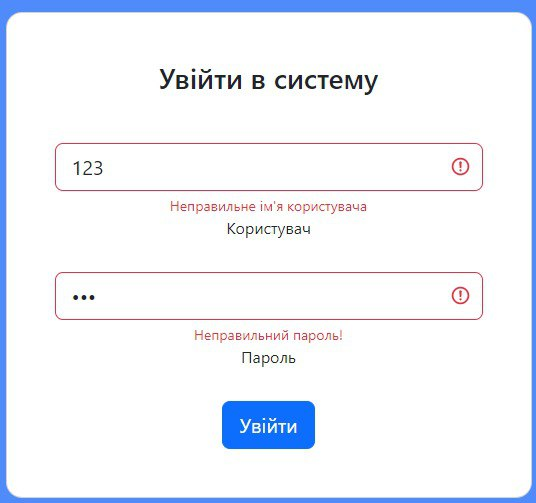 Увійти в систему
123
Неправильне ім'я користувача
Користувач
•••
Неправильний пароль!
Пароль
Увійти